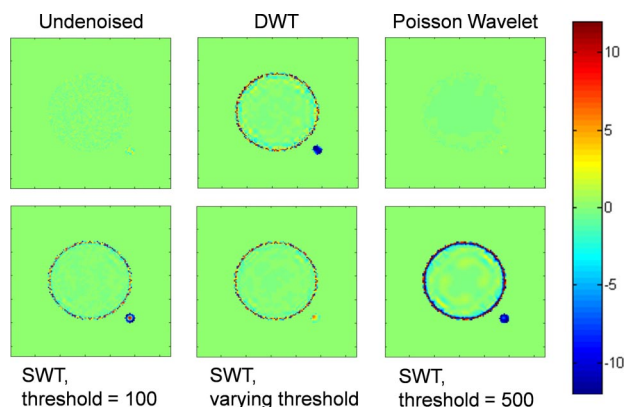 Undenoised
DWT
Poisson Wavelet
10
5
0
-5
-10
SWT,
threshold = 100
SWT,
varying threshold
SWT,
threshold = 500